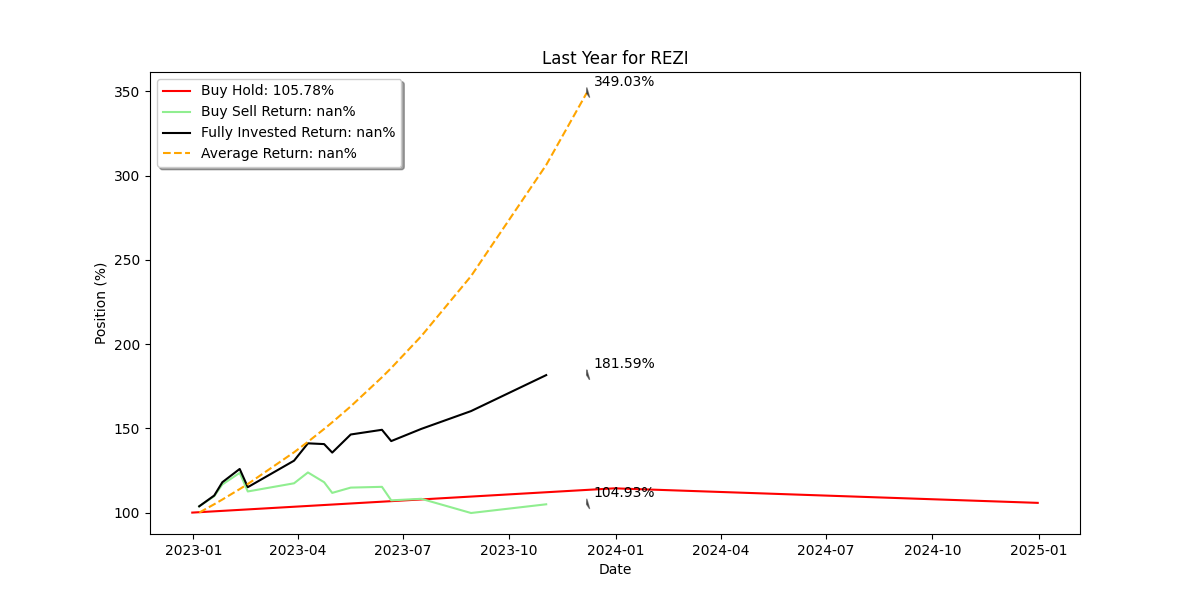 Last Year for REZI
Buy Hold: 105.78%
Buy Sell Return: nan%
Fully Invested Return: nan%
Average Return: nan%
349.03%
181.59%
104.93%
Position (%)
350
300
250
200
150
100
2023-01 2023-04 2023-07 2023-10 2024-01 2024-04 2024-07 2024-10 2025-01
Date